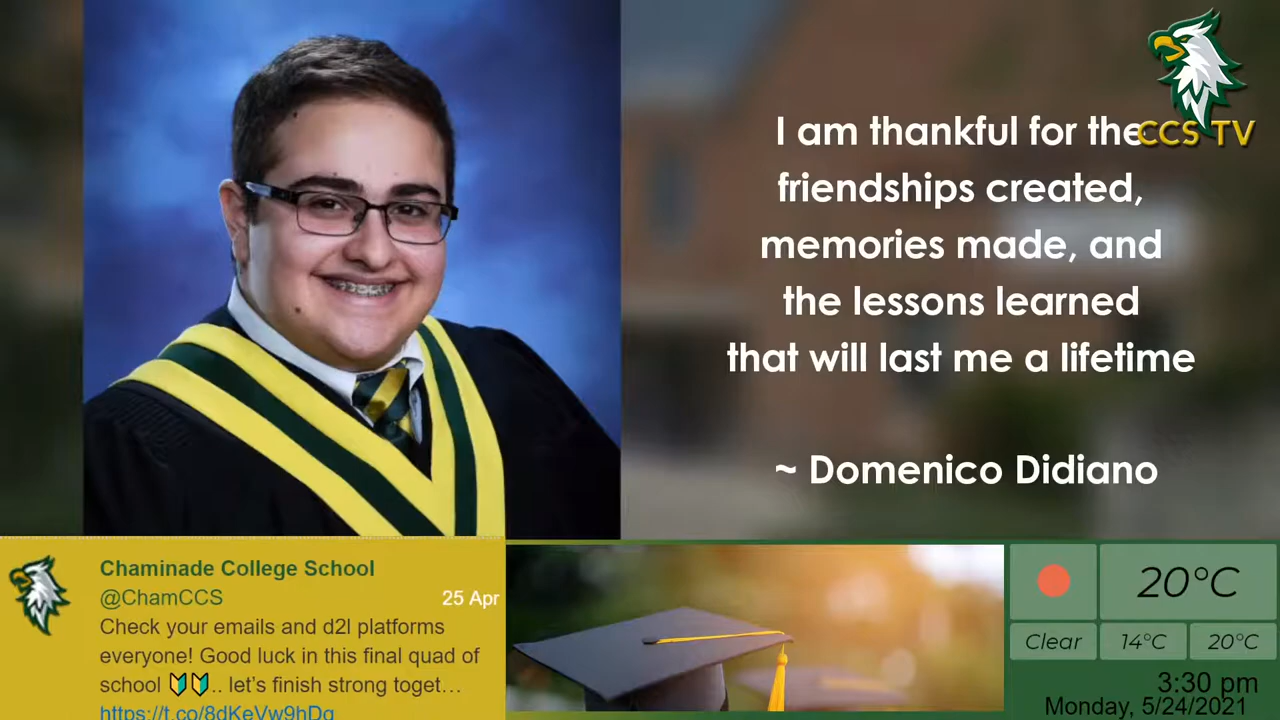 I am thankful for the
friendships created,
memories made, and
the lessons learned
that will last me a lifetime
~ Domenico Didiano
CCS TV
Chaminade College School
@ChamCCS
25 Apr
Check your emails and d2l platforms
everyone! Good luck in this final quad of
school 🔰🔰.. let’s finish strong toget…
https://t.co/8dKeVw9hDg
20°C
Clear
14°C
20°C
3:30 pm
Monday, 5/24/2021